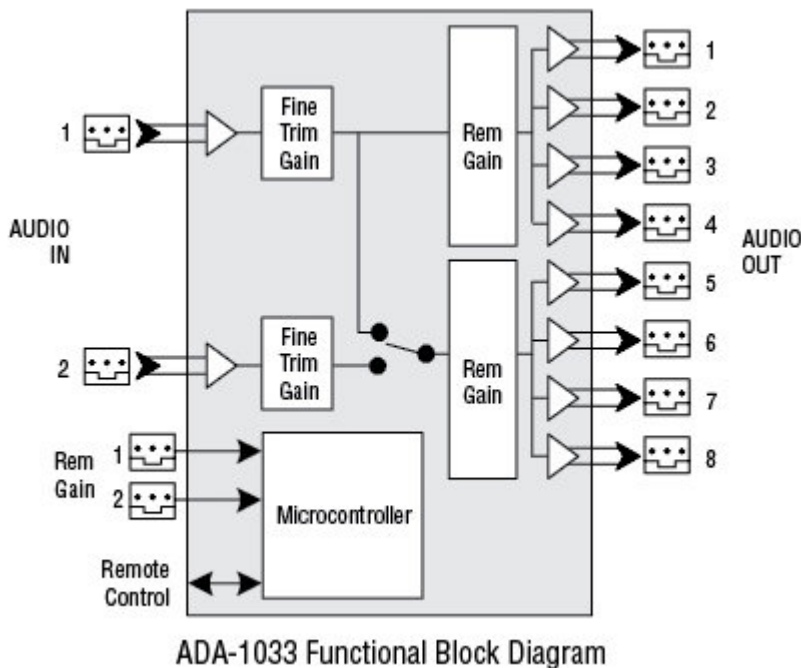 1
AUDIO
IN
2
Fine
Trim
Gain
Fine
Trim
Gain
Rem
Gain
Rem
Gain
1
2
3
4
AUDIO
OUT
5
6
7
8
Rem
Gain
1
2
Microcontroller
Remote
Control
ADA-1033 Functional Block Diagram